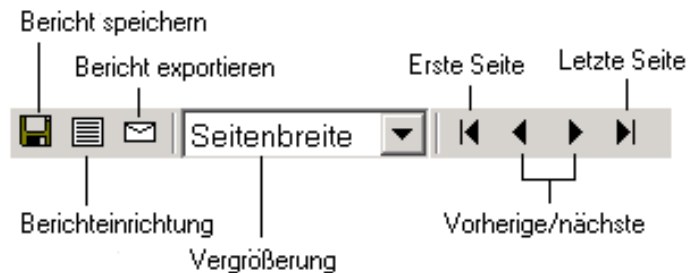 Bericht speichern
Bericht exportieren
Erste Seite
Letzte Seite
Seitenbreite
Berichteinrichtung
Vorherige/nächste
Vergrößerung